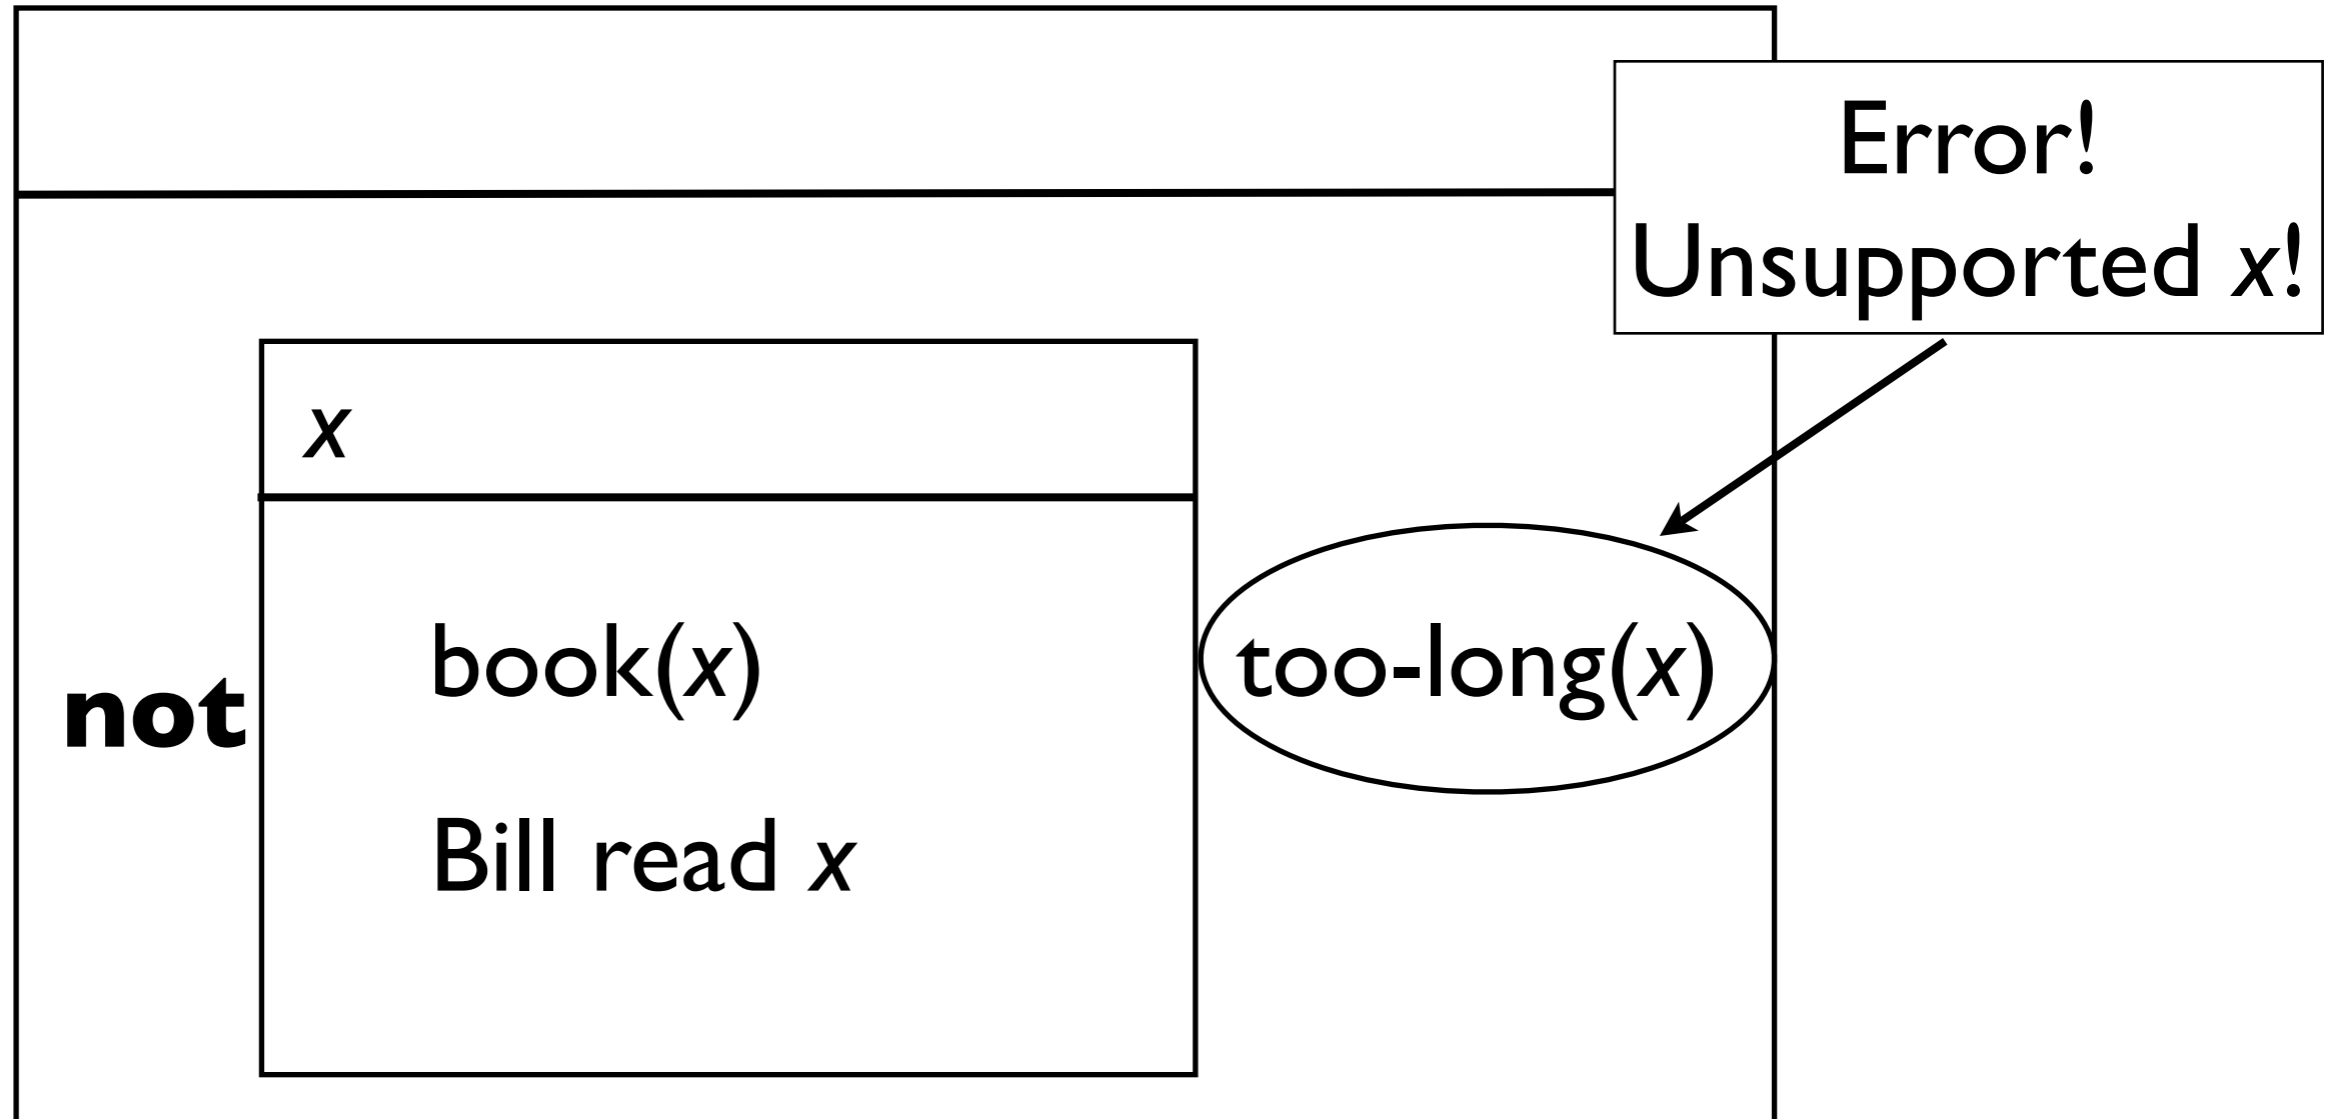 Error!
Unsupported x!
x
not
book(x)
too-long(x)
Bill read x